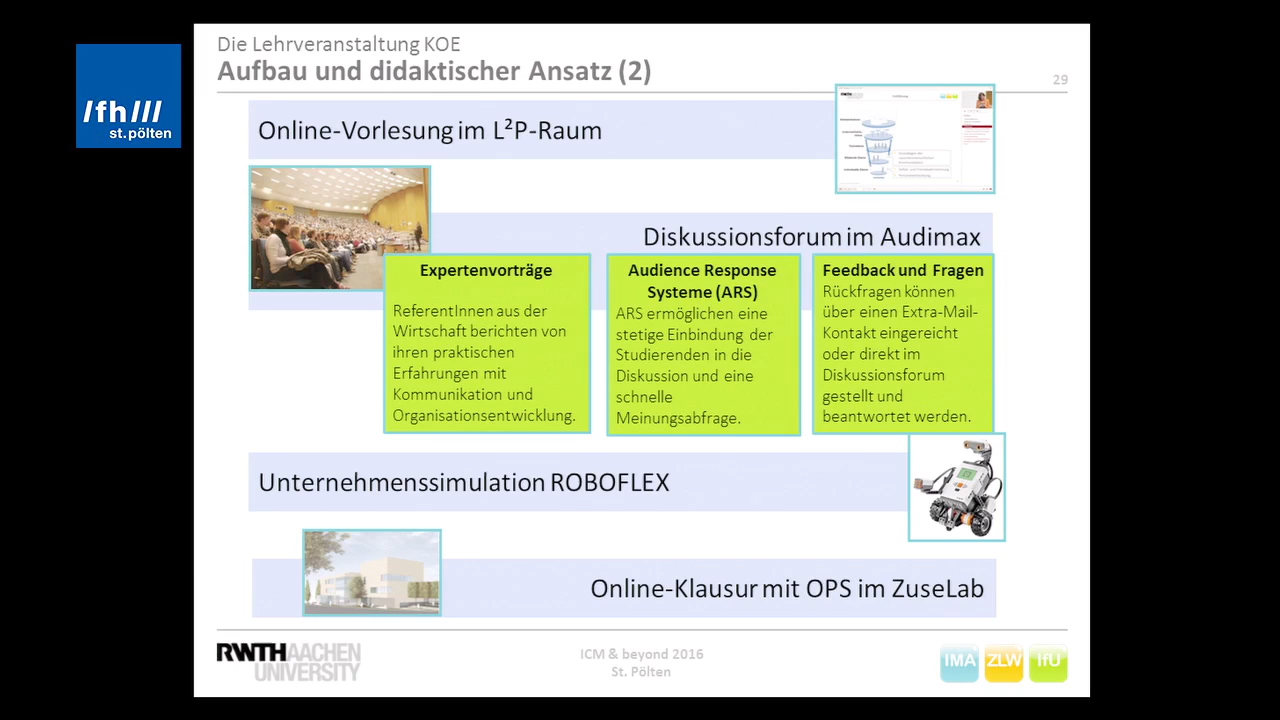 Die Lehrveranstaltung KOE
Aufbau und didaktischer Ansatz (2)
29
/fh///
st.pölten
Online-Vorlesung im L²P-Raum
Diskussionsforum im Audimax
Expertenvorträge
ReferentInnen aus der
Wirtschaft berichten von
ihren praktischen
Erfahrungen mit
Kommunikation und
Organisationsentwicklung.
Audience Response
Systeme (ARS)
ARS ermöglichen eine
stetige Einbindung der
Studierenden in die
Diskussion und eine
schnelle
Meinungsabfrage.
Feedback und Fragen
Rückfragen können
über einen Extra-Mail-
Kontakt eingereicht
oder direkt im
Diskussionsforum
gestellt und
beantwortet werden.
Unternehmenssimulation ROBOFLEX
Online-Klausur mit OPS im ZuseLab
RWTHAACHEN
UNIVERSITY
ICM & beyond 2016
St. Pölten
IMA
ZLW
IfU